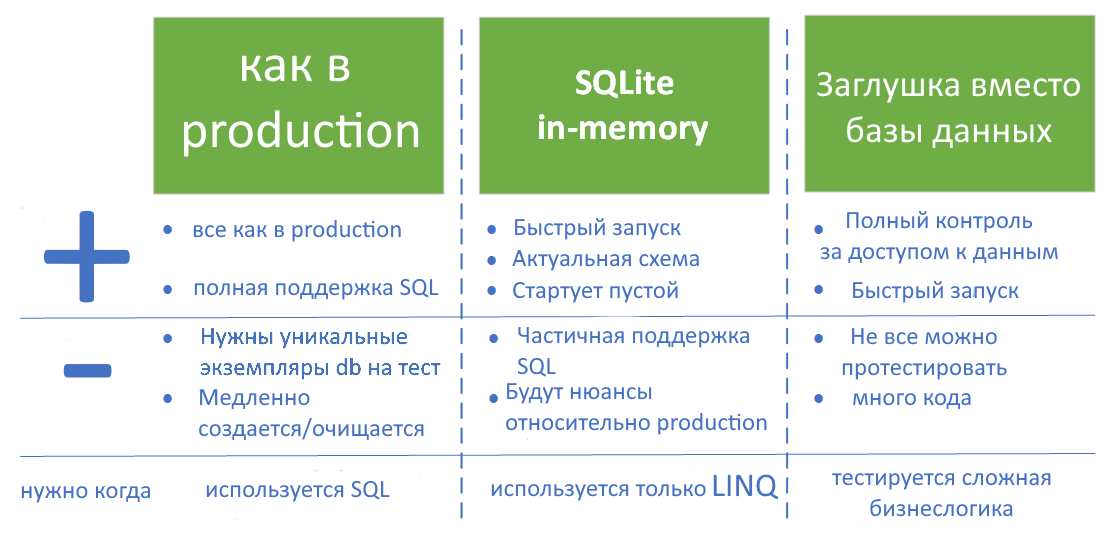 как в
production
SQLite
in-memory
Заглушка вместо
базы данных
+
• все как в production
• полная поддержка SQL
• Быстрый запуск
• Актуальная схема
• Стартует пустой
• Полный контроль
за доступом к данным
• Быстрый запуск
-
• Нужны уникальные
экземпляры db на тест
• Медленно
создается/очищается
• Частичная поддержка
SQL
• Будут нюансы
относительно production
• Не все можно
протестировать
• много кода
нужно когда
используется SQL
используется только LINQ
тестируется сложная
бизнеслогика